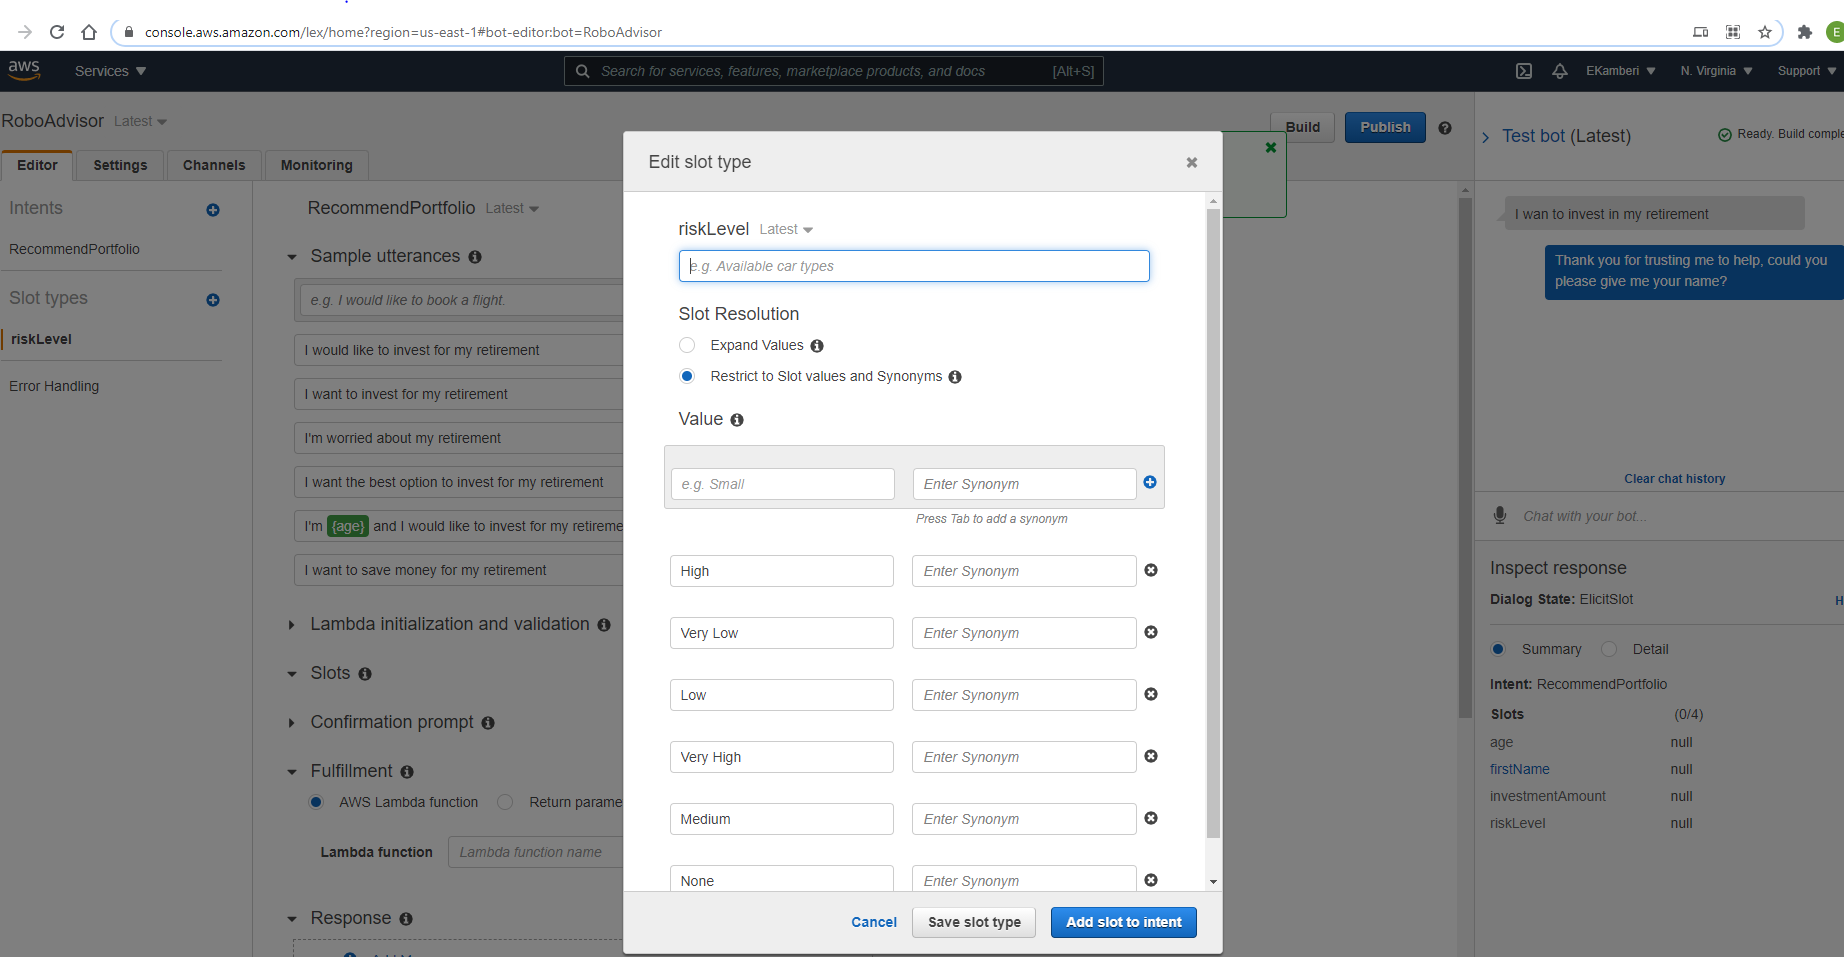 console.aws.amazon.com/lex/home?region=us-east-1#bot-editor:bot=RoboAdvisor
E
aws
Services
Search for services, features, marketplace products, and docs
[Alt+S]
EKamberi
N. Virginia
Support
RoboAdvisor Latest
Build
Publish
Editor
Settings
Channels
Monitoring
Intents
RecommendPortfolio
Slot types
riskLevel
Error Handling
RecommendPortfolio Latest
Sample utterances
e.g. I would like to book a flight.
I would like to invest for my retirement
I want to invest for my retirement
I'm worried about my retirement
I want the best option to invest for my retirement
I'm {age} and I would like to invest for my retireme
I want to save money for my retirement
Lambda initialization and validation
Slots
Confirmation prompt
Fulfillment
AWS Lambda function
Return parame
Lambda function
Lambda function name
Response
Edit slot type
riskLevel Latest
e.g. Available car types
Slot Resolution
Expand Values
Restrict to Slot values and Synonyms
Value
e.g. Small
Enter Synonym
Press Tab to add a synonym
High
Enter Synonym
Very Low
Enter Synonym
Low
Enter Synonym
Very High
Enter Synonym
Medium
Enter Synonym
None
Enter Synonym
Cancel
Save slot type
Add slot to intent
Test bot (Latest)
Ready. Build comple
I wan to invest in my retirement
Thank you for trusting me to help, could you
please give me your name?
Clear chat history
Chat with your bot...
Inspect response
Dialog State: ElicitSlot
H
Summary
Detail
Intent: RecommendPortfolio
Slots (0/4)
age null
firstName null
investmentAmount null
riskLevel null